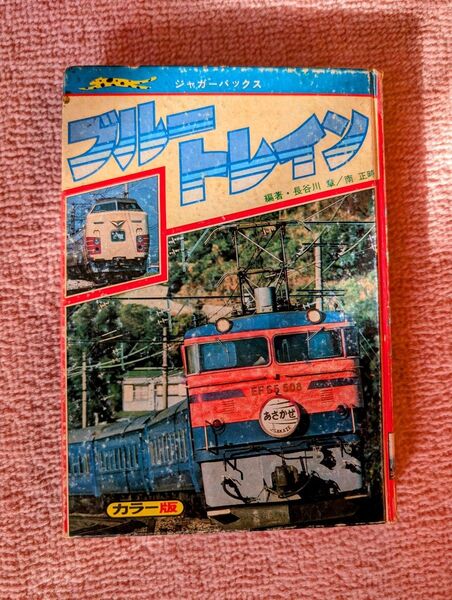 ジャガーバックス
ブルー
トレイン
編著・長谷川 章/南 正時
EF65 508
あさかぜ
ASAKAZE
カラー版